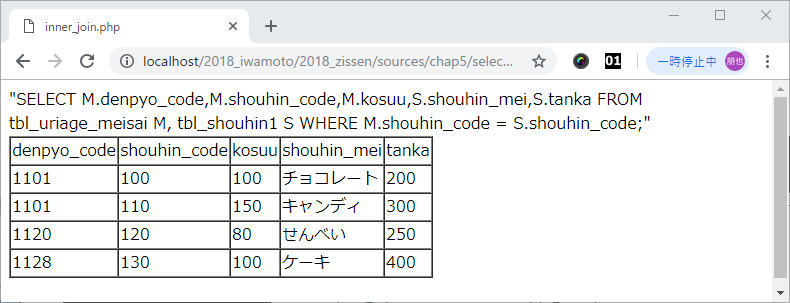 inner_join.php
localhost/2018_iwamoto/2018_zissen/sources/chap5/selec...
01
一時停止中
朋也
"SELECT M.denpyo_code,M.shouhin_code,M.kosuu,S.shouhin_mei,S.tanka FROM
tbl_uriage_meisai M, tbl_shouhin1 S WHERE M.shouhin_code = S.shouhin_code;"
denpyo_code shouhin_code kosuu shouhin_mei tanka
1101 100 100 チョコレート 200
1101 110 150 キャンディ 300
1120 120 80 せんべい 250
1128 130 100 ケーキ 400